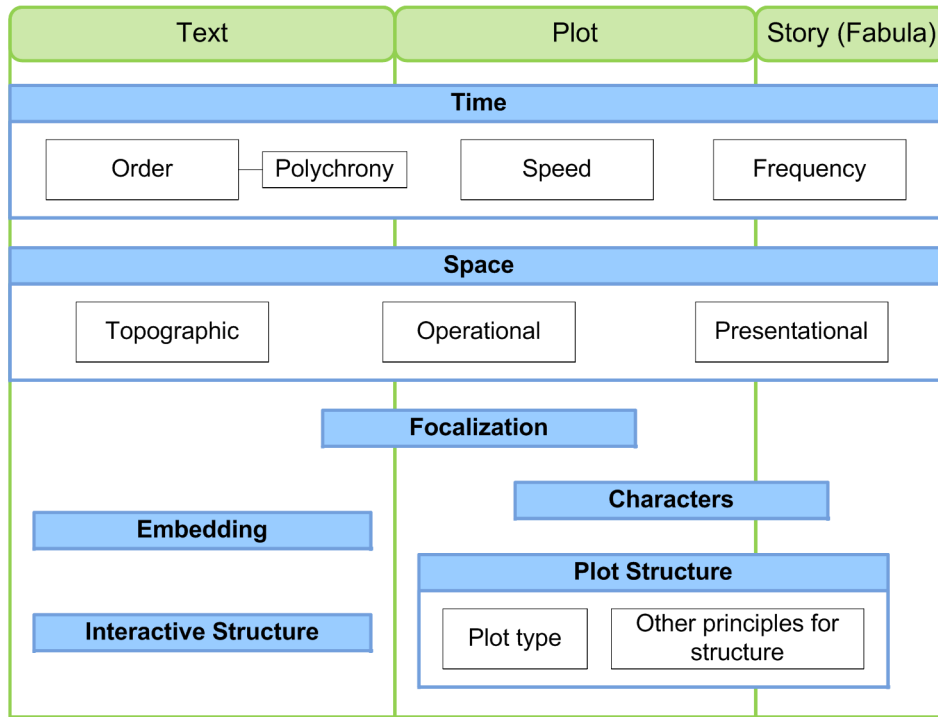 Text
Plot
Story (Fabula)
Time
Order
Polychrony
Speed
Frequency
Space
Topographic
Operational
Presentational
Focalization
Characters
Embedding
Plot Structure
Interactive Structure
Plot type
Other principles for
structure